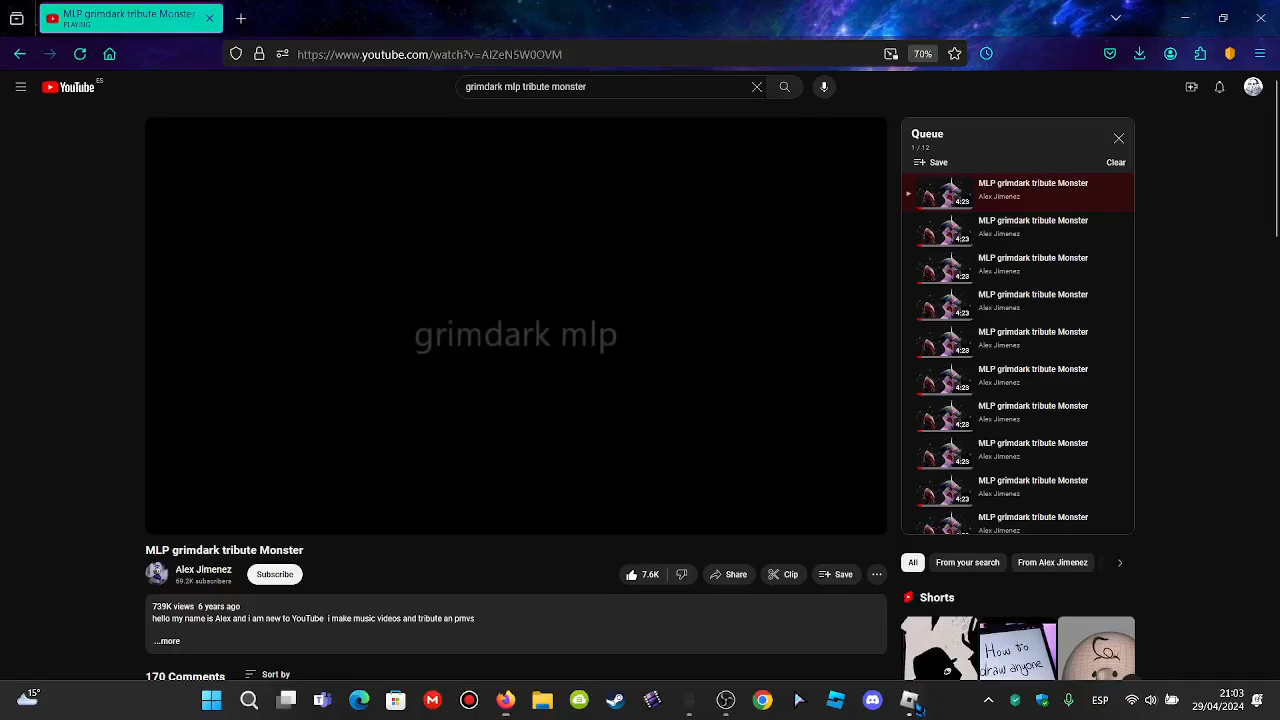 MLP grimdark tribute Monster
PLAYING
https://www.youtube.com/watch?v=AIZeN5W0OVM
70%
YouTube ES
grimdark mlp tribute monster
grimdark mlp
Queue
1 / 12
Save
Clear
MLP grimdark tribute Monster
Alex Jimenez
4:23
MLP grimdark tribute Monster
Alex Jimenez
4:23
MLP grimdark tribute Monster
Alex Jimenez
4:23
MLP grimdark tribute Monster
Alex Jimenez
4:23
MLP grimdark tribute Monster
Alex Jimenez
4:23
MLP grimdark tribute Monster
Alex Jimenez
4:23
MLP grimdark tribute Monster
Alex Jimenez
4:23
MLP grimdark tribute Monster
Alex Jimenez
4:23
MLP grimdark tribute Monster
Alex Jimenez
4:23
MLP grimdark tribute Monster
Alex Jimenez
MLP grimdark tribute Monster
Alex Jimenez
69.2K subscribers
Subscribe
7.6K
Share
Clip
Save
739K views 6 years ago
hello my name is Alex and i am new to YouTube i make music videos and tribute an pmvs
...more
170 Comments
Sort by
All
From your search
From Alex Jimenez
Shorts
How to
draw anyone
15°
ESP
21:03
29/04/2024